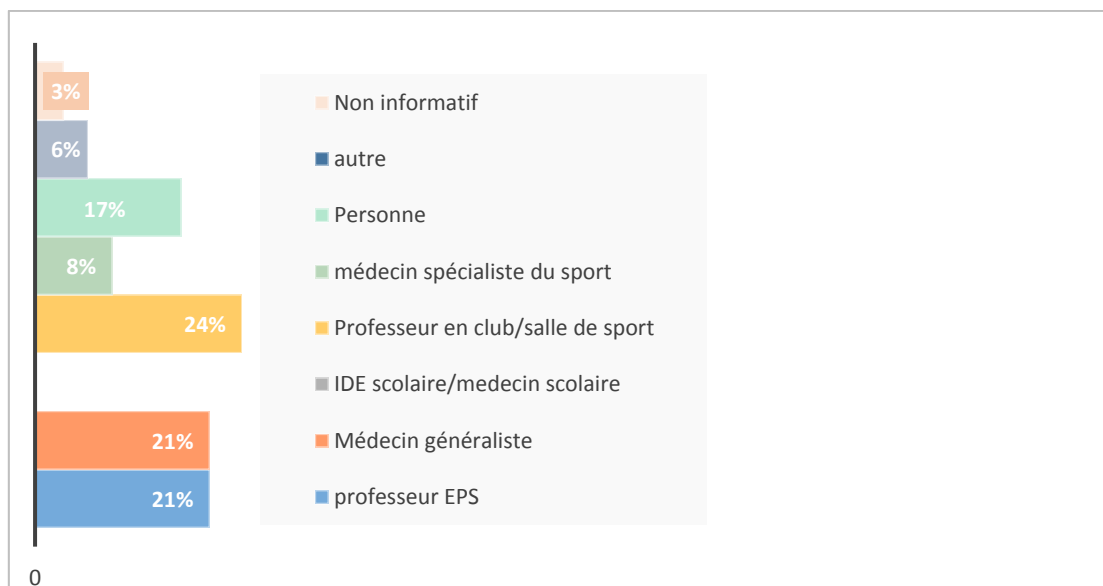 3%
Non informatif
6%
autre
17%
Personne
8%
médecin spécialiste du sport
24%
Professeur en club/salle de sport
IDE scolaire/medecin scolaire
21%
Médecin généraliste
21%
professeur EPS
0